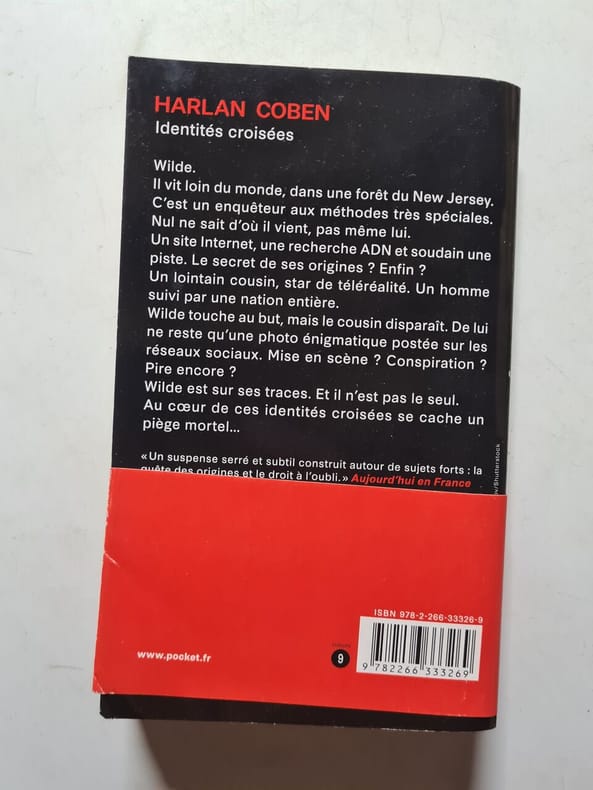 HARLAN COBEN
Identités croisées
Wilde.
Il vit loin du monde, dans une forêt du New Jersey.
C'est un enquêteur aux méthodes très spéciales.
Nul ne sait d'où il vient, pas même lui.
Un site Internet, une recherche ADN et soudain une
piste. Le secret de ses origines ? Enfin ?
Un lointain cousin, star de téléréalité. Un homme
suivi par une nation entière.
Wilde touche au but, mais le cousin disparaît. De lui
ne reste qu'une photo énigmatique postée sur les
réseaux sociaux. Mise en scène ? Conspiration ?
Pire encore ?
Wilde est sur ses traces. Et il n'est pas le seul.
Au cœur de ces identités croisées se cache un
piège mortel...
« Un suspense serré et subtil construit autour de sujets forts : la
quête des origines et le droit à l'oubli. » Aujourd'hui en France
/Shutterstock
ISBN 978-2-266-33326-9
9
www.pocket.fr
9 782266 333269